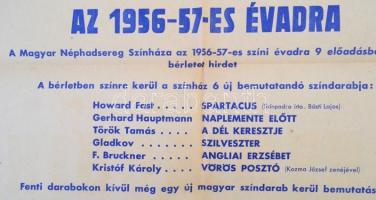 AZ 1956-57-ES ÉVADRA
A Magyar Néphadsereg Színháza az 1956-57-es színi évadra 9 előadásb
bérletet hirdet
A bérletben színre kerül a színház 6 új bemutatandó színdarabja:
Howard Fast ..... SPARTACUS (Színpadra írta: Básti Lajos)
Gerhard Hauptmann NAPLEMENTE ELŐTT
Török Tamás .... A DÉL KERESZTJE
Gladkov ....... SZILVESZTER
F. Bruckner .... ANGLIAI ERZSÉBET
Kristóf Károly .... VÖRÖS POSZTÓ (Kozma József zenéjével)
Fenti darabokon kívül még egy új magyar színdarab kerül bemutatás